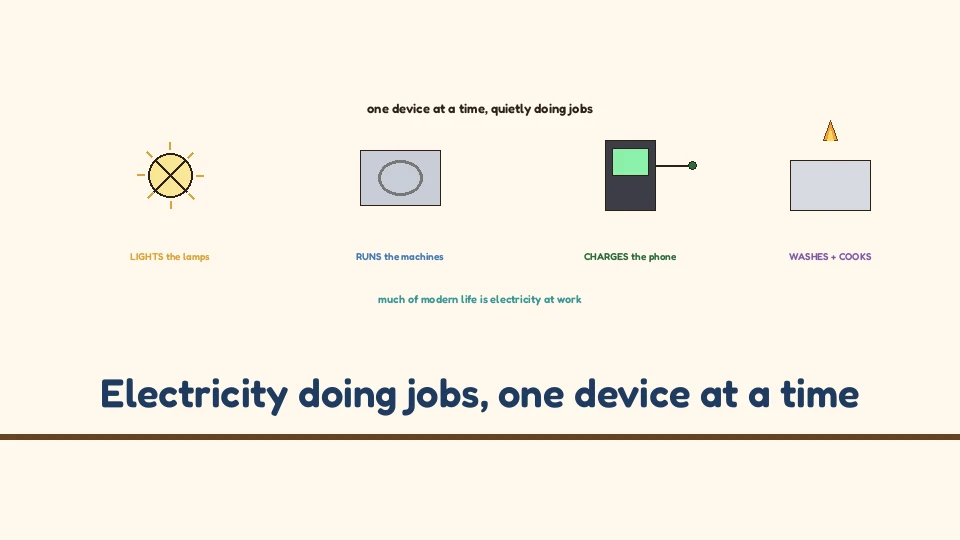 one device at a time, quietly doing jobs
LIGHTS the lamps
RUNS the machines
CHARGES the phone
WASHES + COOKS
much of modern life is electricity at work
Electricity doing jobs, one device at a time